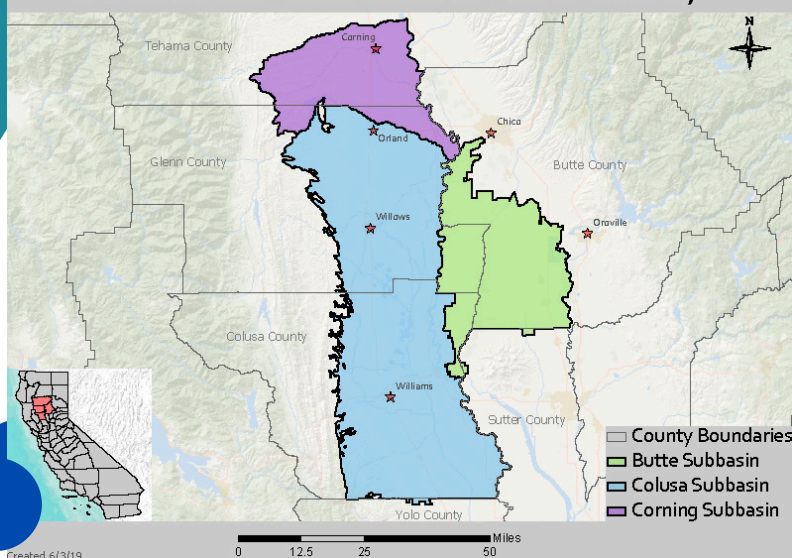 N
Tehama County
Corning
Chico
Orland
Glenn County
Butte County
Willows
Oroville
Colusa County
Williams
Sutter County
County Boundaries
Butte Subbasin
Colusa Subbasin
Corning Subbasin
Yolo County
Miles
0 12.5 25 50
Created 6/3/19